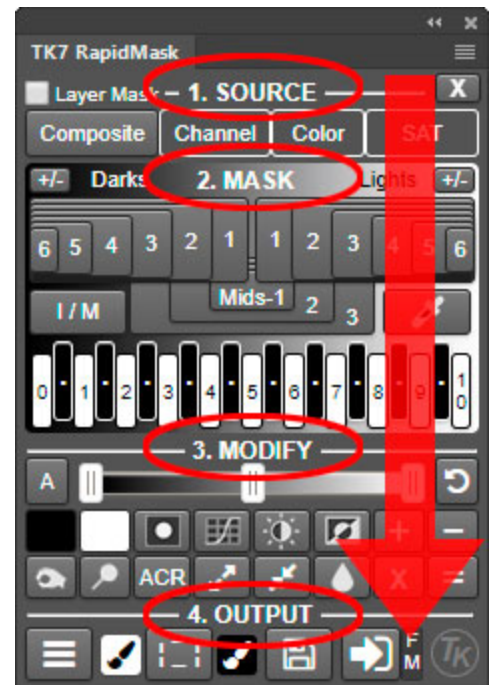 TK7 RapidMask
Layer Mask 1. SOURCE X
Composite Channel Color SAT
+/- Darks 2. MASK Lights +/-
6 5 4 3 2 1 1 2 3 4 5 6
I / M Mids-1 2 3
0 - 1 - 2 - 3 - 4 - 5 - 6 - 7 - 8 - 9 - 10
3. MODIFY
A
+ -
ACR X =
4. OUTPUT
F
M TK